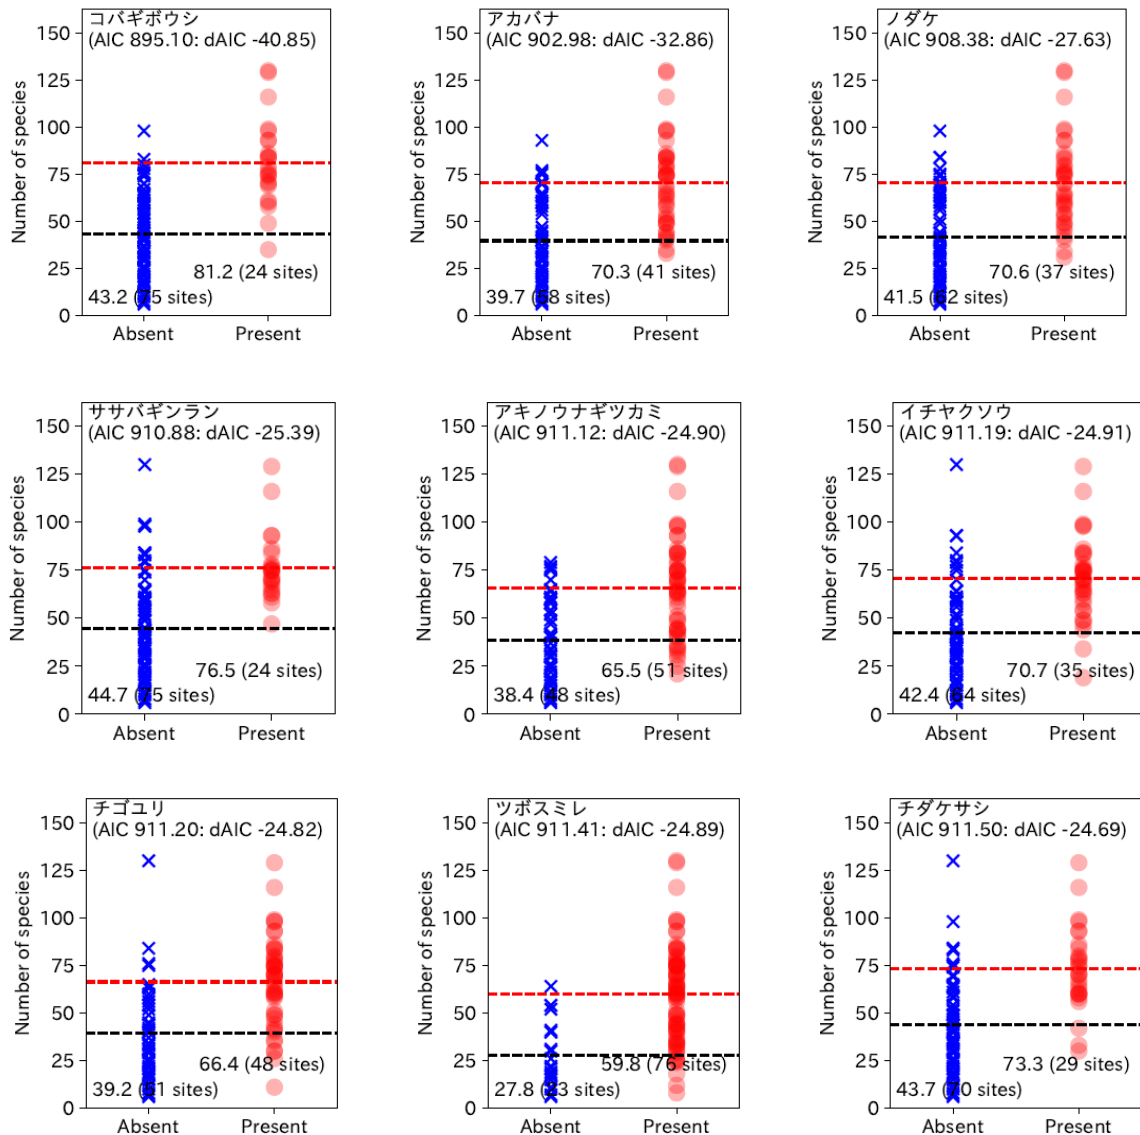 コバギボウシ
(AIC 895.10: dAIC -40.85)
Number of species
150
125
100
75
50
25
0
81.2 (24 sites)
43.2 (75 sites)
Absent
Present
アカバナ
(AIC 902.98: dAIC -32.86)
Number of species
150
125
100
75
50
25
0
70.3 (41 sites)
39.7 (58 sites)
Absent
Present
ノダケ
(AIC 908.38: dAIC -27.63)
Number of species
150
125
100
75
50
25
0
70.6 (37 sites)
41.5 (62 sites)
Absent
Present
ササバギンラン
(AIC 910.88: dAIC -25.39)
Number of species
150
125
100
75
50
25
0
76.5 (24 sites)
44.7 (75 sites)
Absent
Present
アキノウナギツカミ
(AIC 911.12: dAIC -24.90)
Number of species
150
125
100
75
50
25
0
65.5 (51 sites)
38.4 (48 sites)
Absent
Present
イチヤクソウ
(AIC 911.19: dAIC -24.91)
Number of species
150
125
100
75
50
25
0
70.7 (35 sites)
42.4 (64 sites)
Absent
Present
チゴユリ
(AIC 911.20: dAIC -24.82)
Number of species
150
125
100
75
50
25
0
66.4 (48 sites)
39.2 (51 sites)
Absent
Present
ツボスミレ
(AIC 911.41: dAIC -24.89)
Number of species
150
125
100
75
50
25
0
59.8 (76 sites)
27.8 (23 sites)
Absent
Present
チダケサシ
(AIC 911.50: dAIC -24.69)
Number of species
150
125
100
75
50
25
0
73.3 (29 sites)
43.7 (70 sites)
Absent
Present